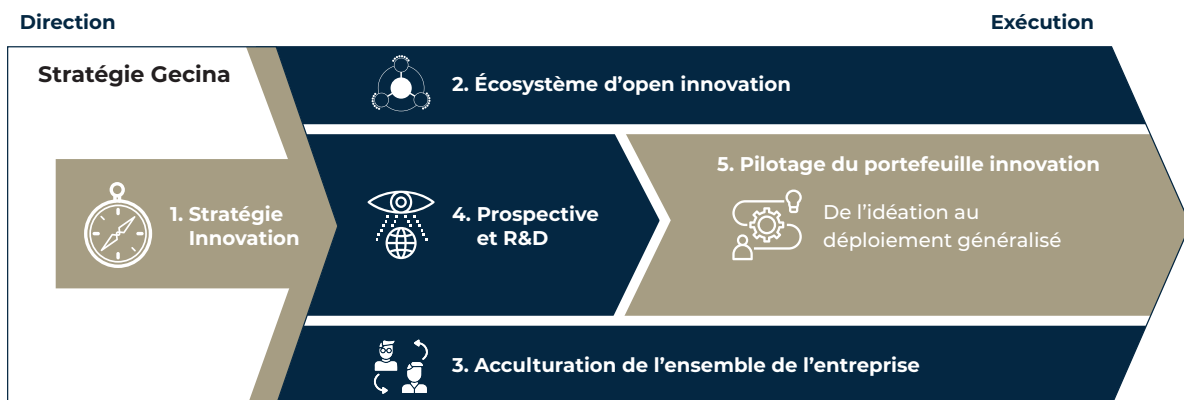 Direction
Exécution
Stratégie Gecina
2. Écosystème d’open innovation
1. Stratégie
Innovation
4. Prospective
et R&D
5. Pilotage du portefeuille innovation
De l’idéation au
déploiement généralisé
3. Acculturation de l’ensemble de l’entreprise